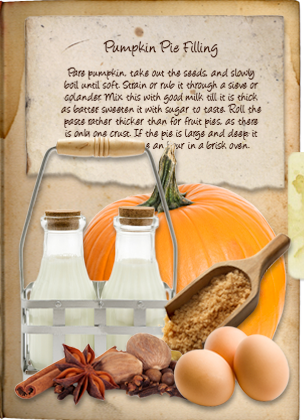 Pumpkin Pie Filling
Pare pumpkin, take out the seeds, and slowly
boil until soft. Strain or rub it through a sieve or
colander. Mix this with good milk till it is thick
as batter sweeten it with sugar to taste. Roll the
paste rather thicker than for fruit pies, as there
is only one crust. If the pie is large and deep it
e an hour in a brisk oven.